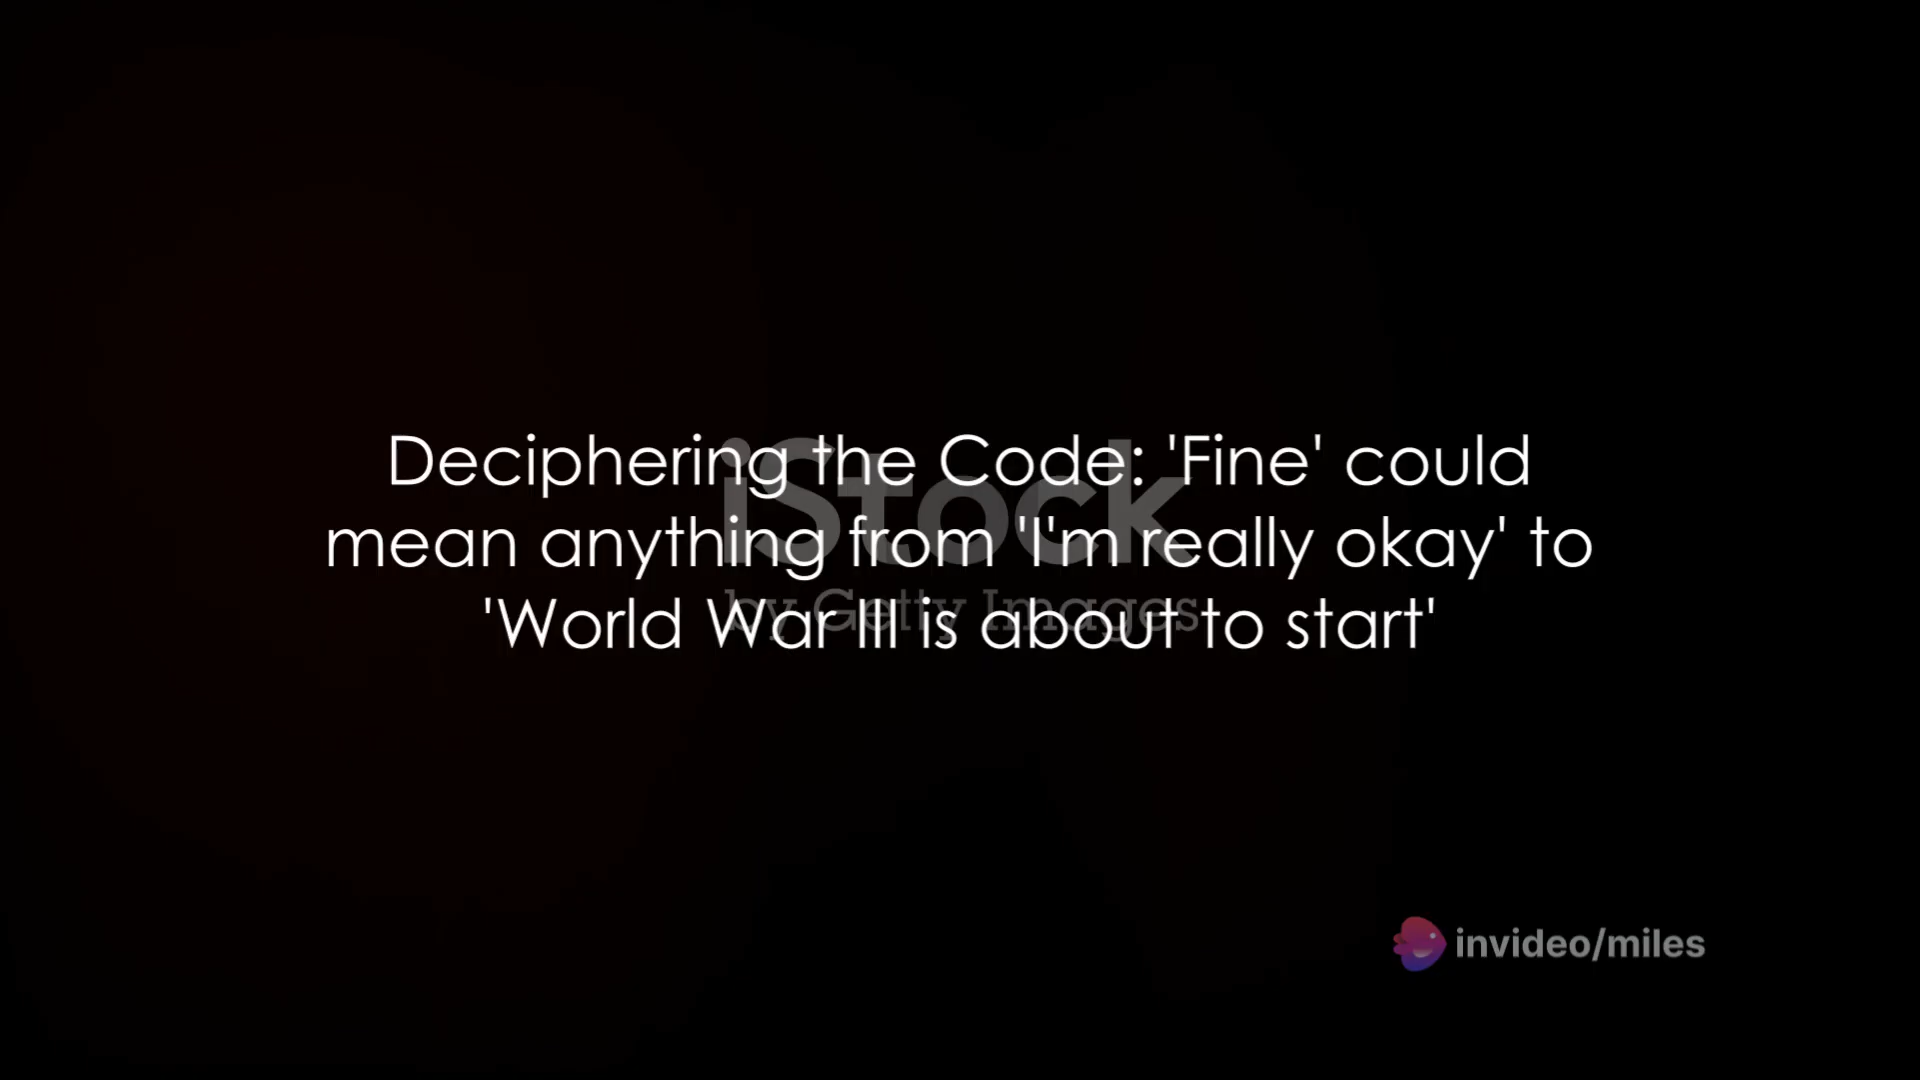 Deciphering the Code: 'Fine' could
mean anything from 'I'm really okay' to
'World War III is about to start'
iStock
by Getty Images
invideo/miles